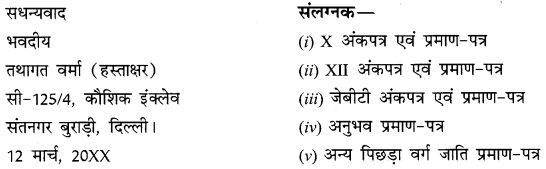 सधन्यवाद
भवदीय
तथागत वर्मा (हस्ताक्षर)
सी-125/4, कौशिक इंक्लेव
संतनगर बुराड़ी, दिल्ली।
12 मार्च, 20XX
संलग्नक—
(i) X अंकपत्र एवं प्रमाण-पत्र
(ii) XII अंकपत्र एवं प्रमाण-पत्र
(iii) जेबीटी अंकपत्र एवं प्रमाण-पत्र
(iv) अनुभव प्रमाण-पत्र
(v) अन्य पिछड़ा वर्ग जाति प्रमाण-पत्र